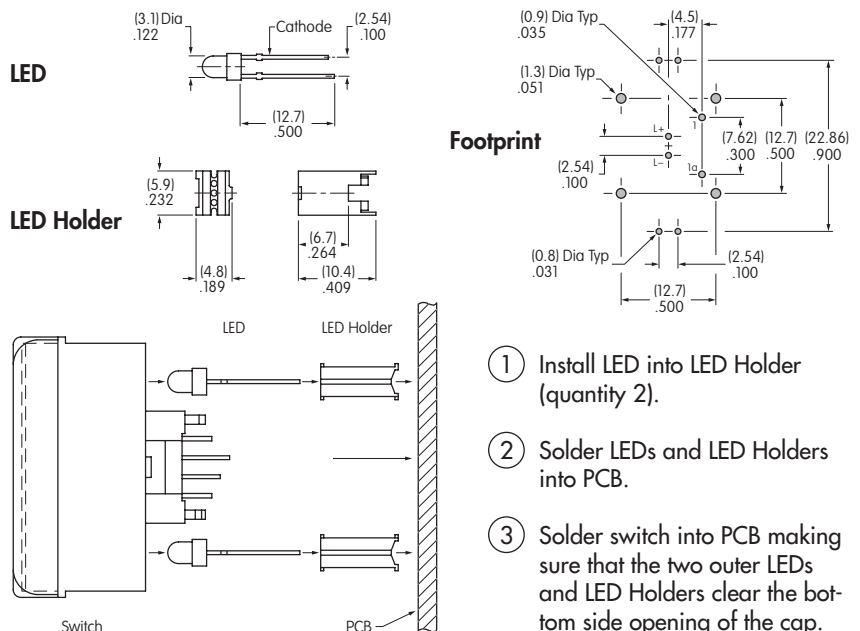 (3.1) Dia
.122
Cathode
(2.54)
.100
LED
(12.7)
.500
(5.9)
.232
LED Holder
(4.8)
.189
(6.7)
.264
(10.4)
.409
(0.9) Dia Typ
.035
(4.5)
.177
(1.3) Dia Typ
.051
Footprint
L+
L–
1
1a
(2.54)
.100
(7.62)
.300
(12.7)
.500
(22.86)
.900
(0.8) Dia Typ
.031
(2.54)
.100
(12.7)
.500
LED
LED Holder
Switch
PCB
1 Install LED into LED Holder
(quantity 2).
2 Solder LEDs and LED Holders
into PCB.
3 Solder switch into PCB making
sure that the two outer LEDs
and LED Holders clear the bot-
tom side opening of the cap.